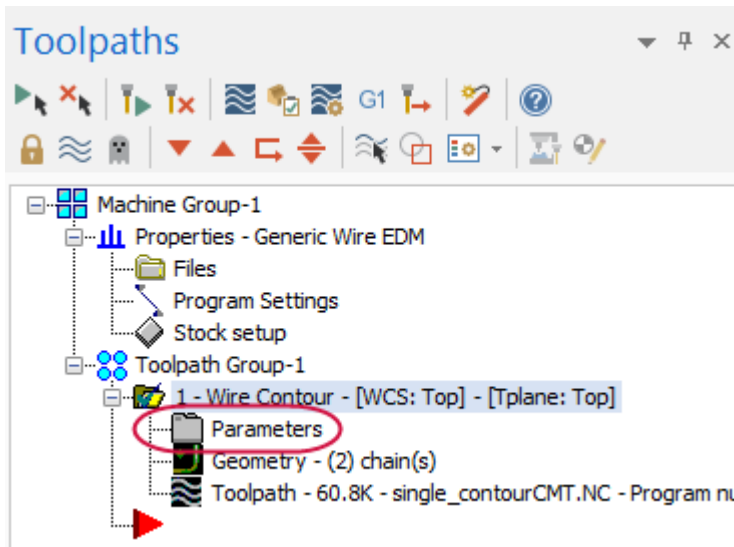 Toolpaths
G1
Machine Group-1
Properties - Generic Wire EDM
Files
Program Settings
Stock setup
Toolpath Group-1
1 - Wire Contour - [WCS: Top] - [Tplane: Top]
Parameters
Geometry - (2) chain(s)
Toolpath - 60.8K - single_contourCMT.NC - Program nu